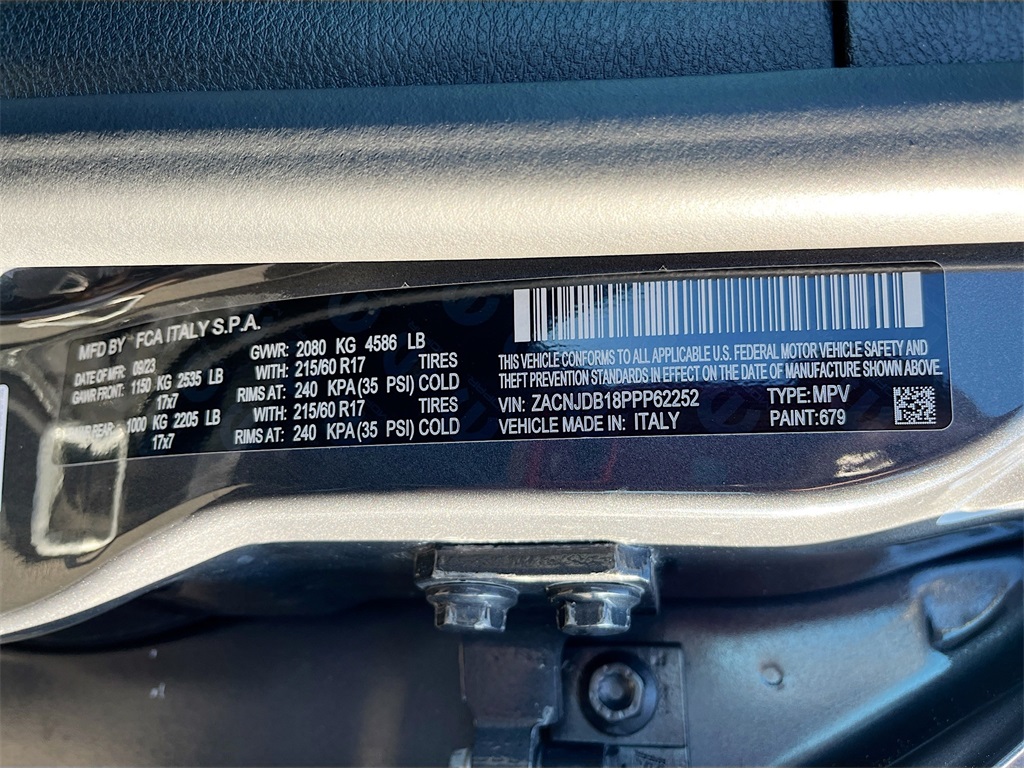 MFD BY FCA ITALY S.P.A.
DATE OF MFR: 09/23 GVWR: 2080 KG 4586 LB
GAWR FRONT: 1150 KG 2535 LB WITH: 215/60 R17 TIRES
17x7 RIMS AT: 240 KPA (35 PSI) COLD
REAR: 1000 KG 2205 LB WITH: 215/60 R17 TIRES
17x7 RIMS AT: 240 KPA (35 PSI) COLD
THIS VEHICLE CONFORMS TO ALL APPLICABLE U.S. FEDERAL MOTOR VEHICLE SAFETY AND
THEFT PREVENTION STANDARDS IN EFFECT ON THE DATE OF MANUFACTURE SHOWN ABOVE.
VIN: ZACNJDB18PPP62252 TYPE: MPV
VEHICLE MADE IN: ITALY PAINT: 679